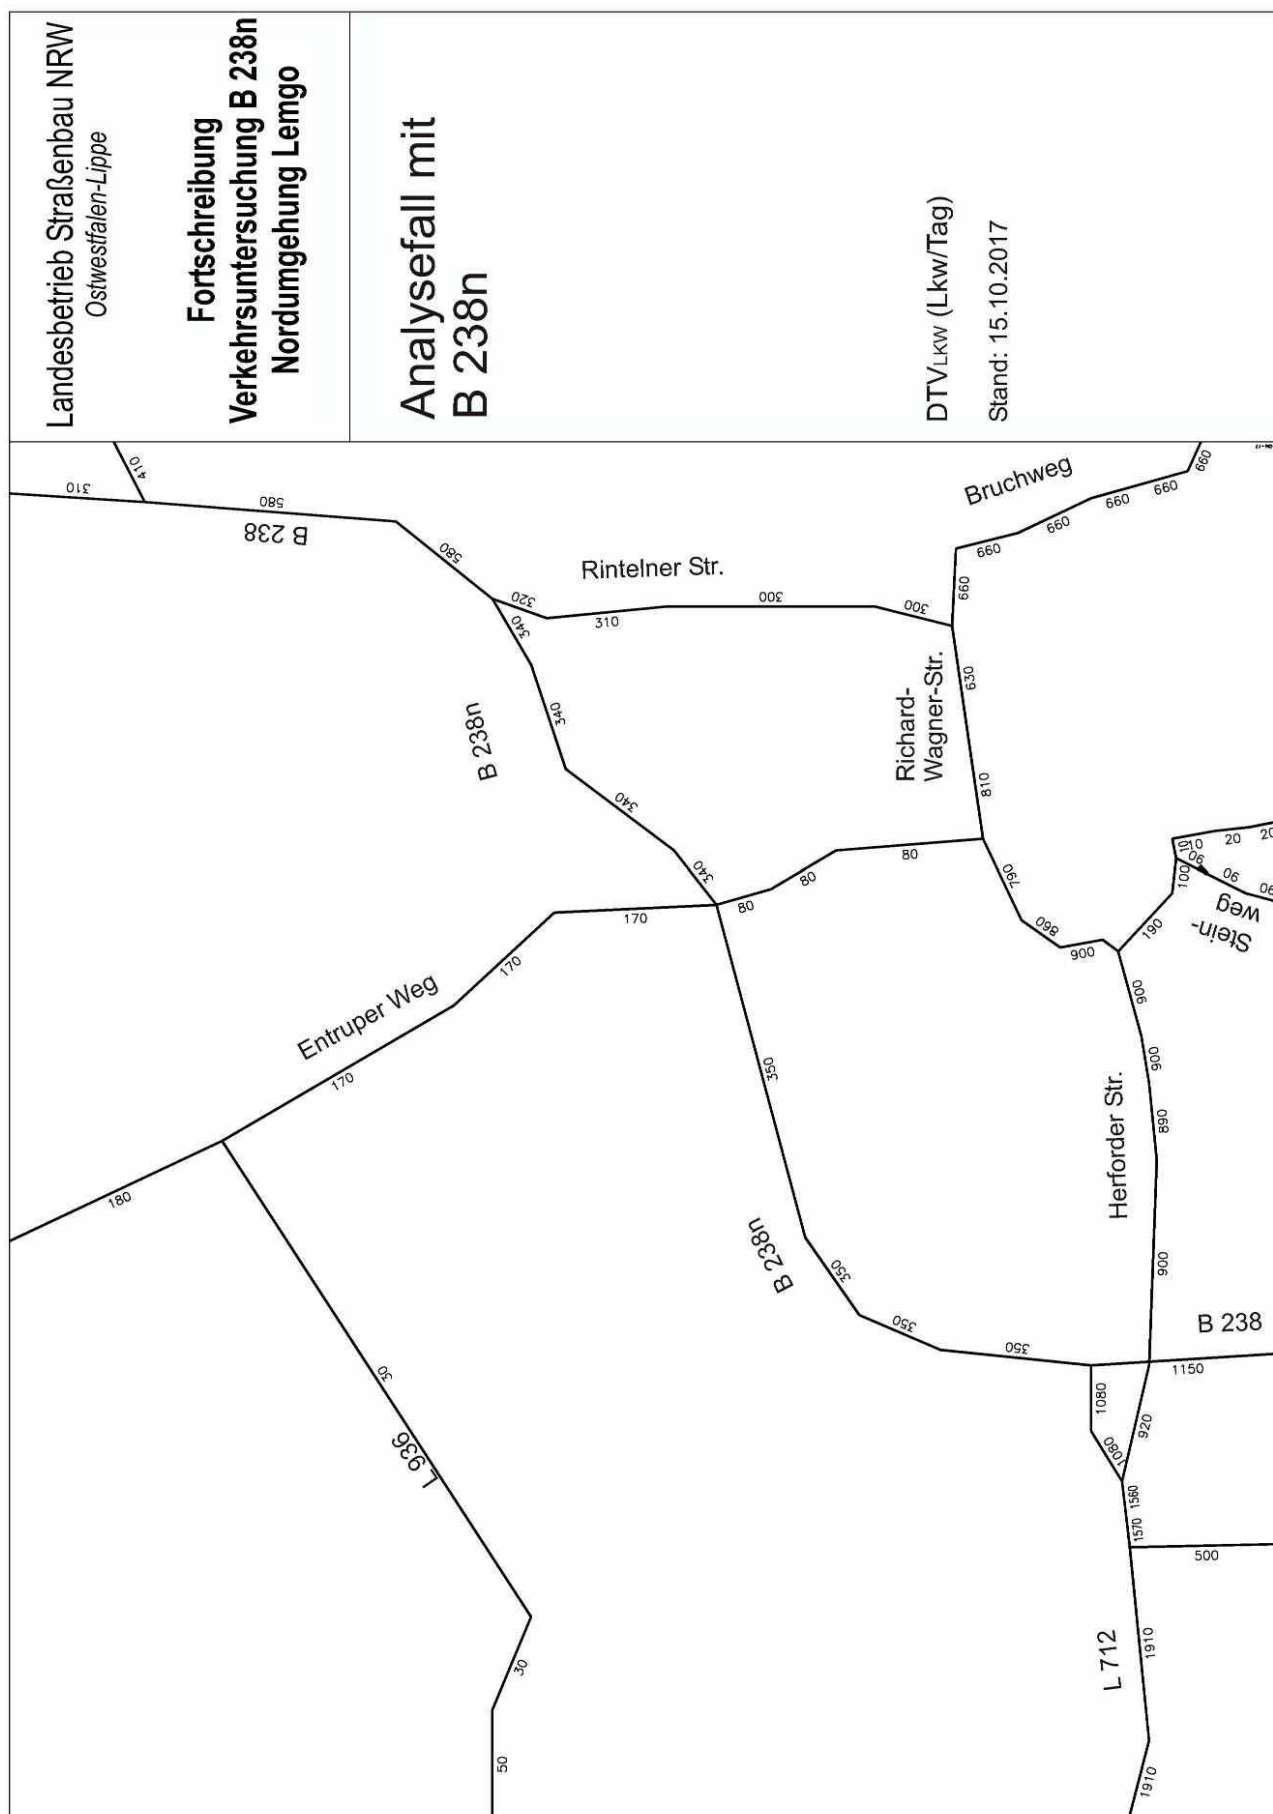 Landesbetrieb Straßenbau NRW
Ostwestfalen-Lippe
Fortschreibung
Verkehrsuntersuchung B 238n
Nordumgehung Lemgo
Analysefall mit
B 238n
DTVLKW (Lkw/Tag)
Stand: 15.10.2017
310
410
580
B 238
580
320
340
310
Rintelner Str.
300
300
340
B 238n
340
340
Bruchweg
660
660
660
660
660
660
Richard-
Wagner-Str.
630
810
80
80
80
170
170
Entruper Weg
170
180
790
860
900
190
100
10
10
20
20
90
90
90
Stein-
weg
900
900
890
Herforder Str.
900
350
B 238n
350
350
350
B 238
1150
1080
1080
920
1560
1570
500
L 712
1910
1910
30
L 936
30
50